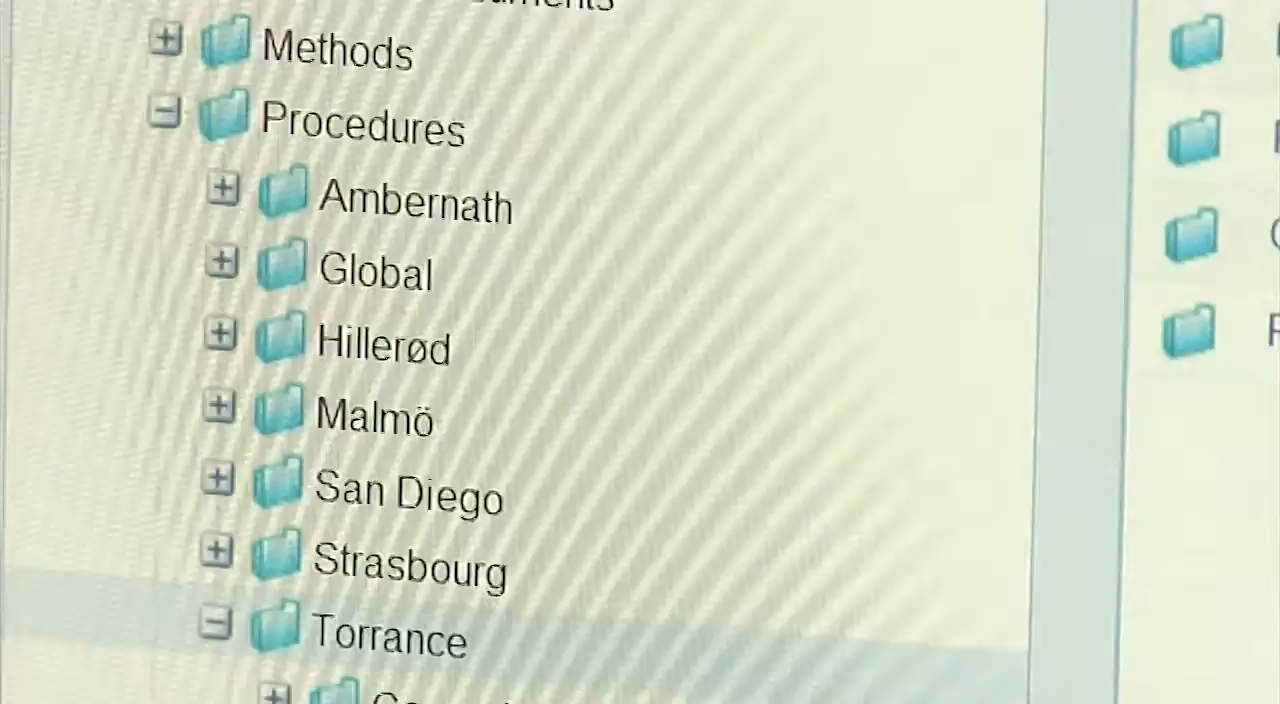 Methods
Procedures
Ambernath
Global
Hillerød
Malmö
San Diego
Strasbourg
Torrance